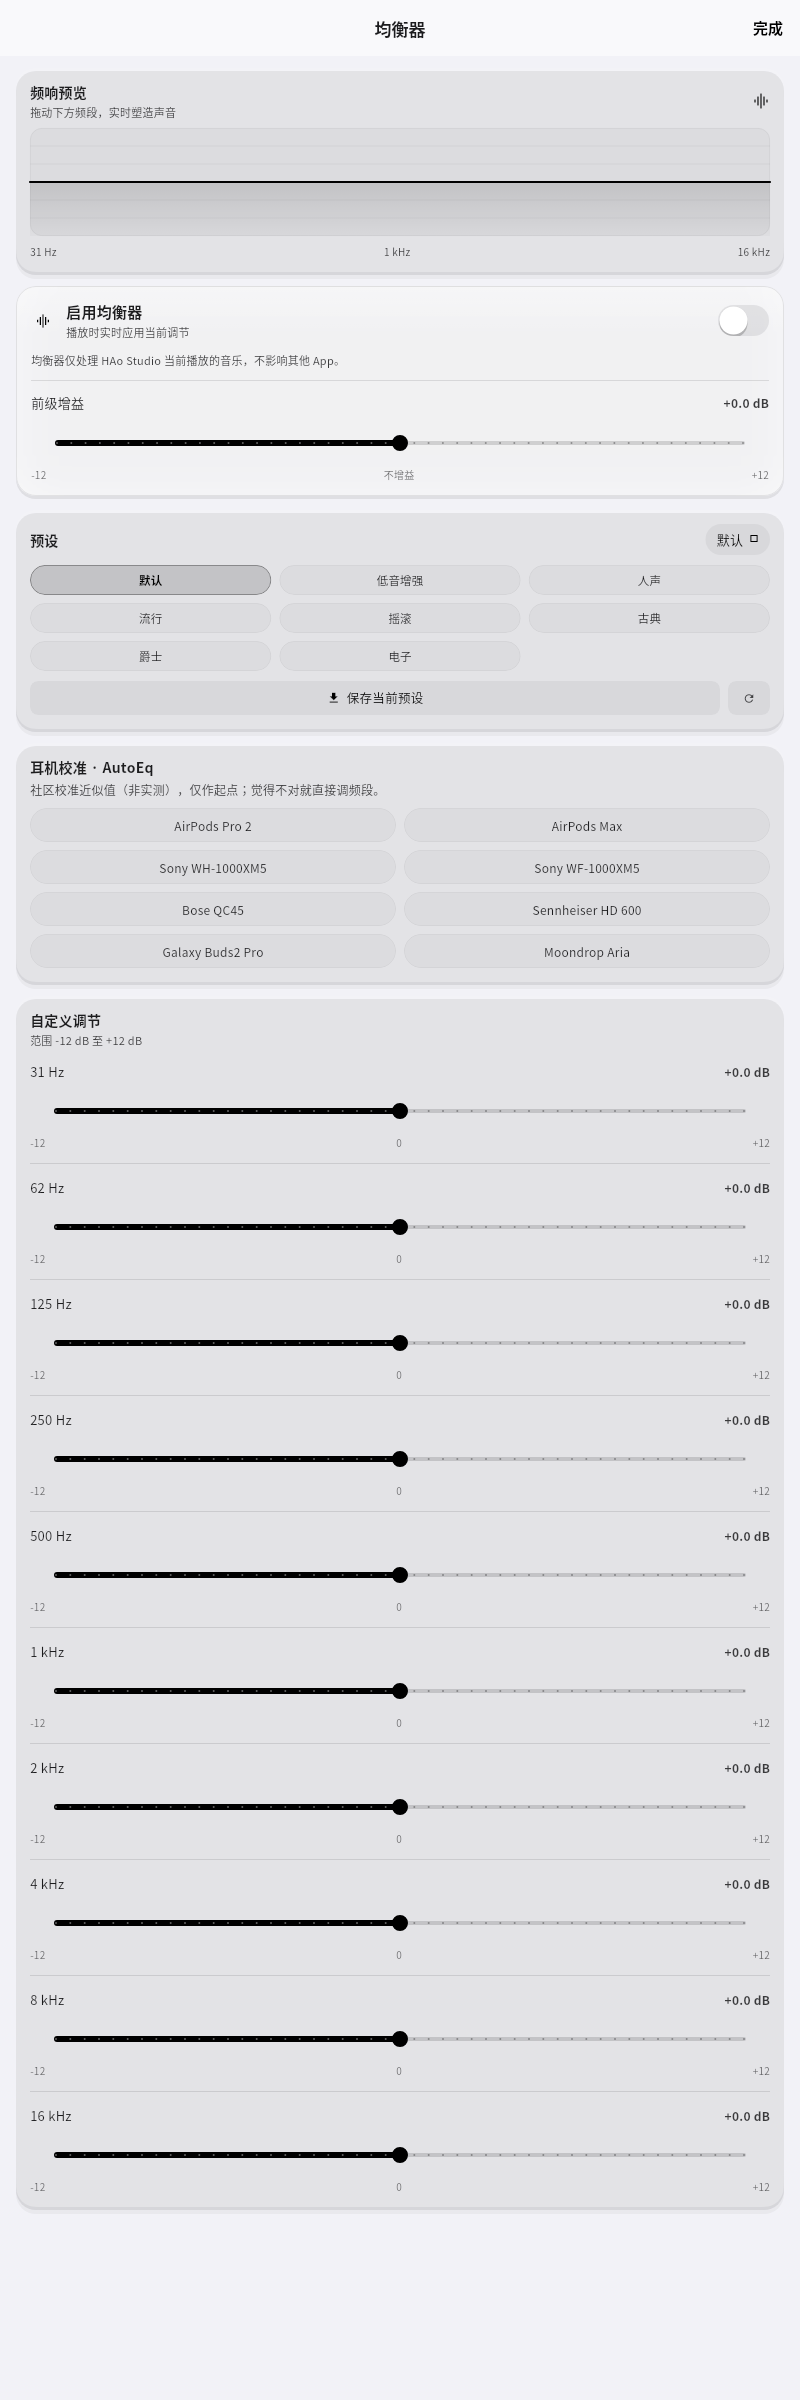 均衡器
完成
频响预览
拖动下方频段，实时塑造声音
31 Hz 1 kHz 16 kHz
启用均衡器
播放时实时应用当前调节
均衡器仅处理 HAo Studio 当前播放的音乐，不影响其他 App。
前级增益 +0.0 dB
-12 不增益 +12
预设 默认
默认 低音增强 人声
流行 摇滚 古典
爵士 电子
保存当前预设
耳机校准 · AutoEq
社区校准近似值（非实测），仅作起点；觉得不对就直接调频段。
AirPods Pro 2 AirPods Max
Sony WH-1000XM5 Sony WF-1000XM5
Bose QC45 Sennheiser HD 600
Galaxy Buds2 Pro Moondrop Aria
自定义调节
范围 -12 dB 至 +12 dB
31 Hz +0.0 dB
-12 0 +12
62 Hz +0.0 dB
-12 0 +12
125 Hz +0.0 dB
-12 0 +12
250 Hz +0.0 dB
-12 0 +12
500 Hz +0.0 dB
-12 0 +12
1 kHz +0.0 dB
-12 0 +12
2 kHz +0.0 dB
-12 0 +12
4 kHz +0.0 dB
-12 0 +12
8 kHz +0.0 dB
-12 0 +12
16 kHz +0.0 dB
-12 0 +12